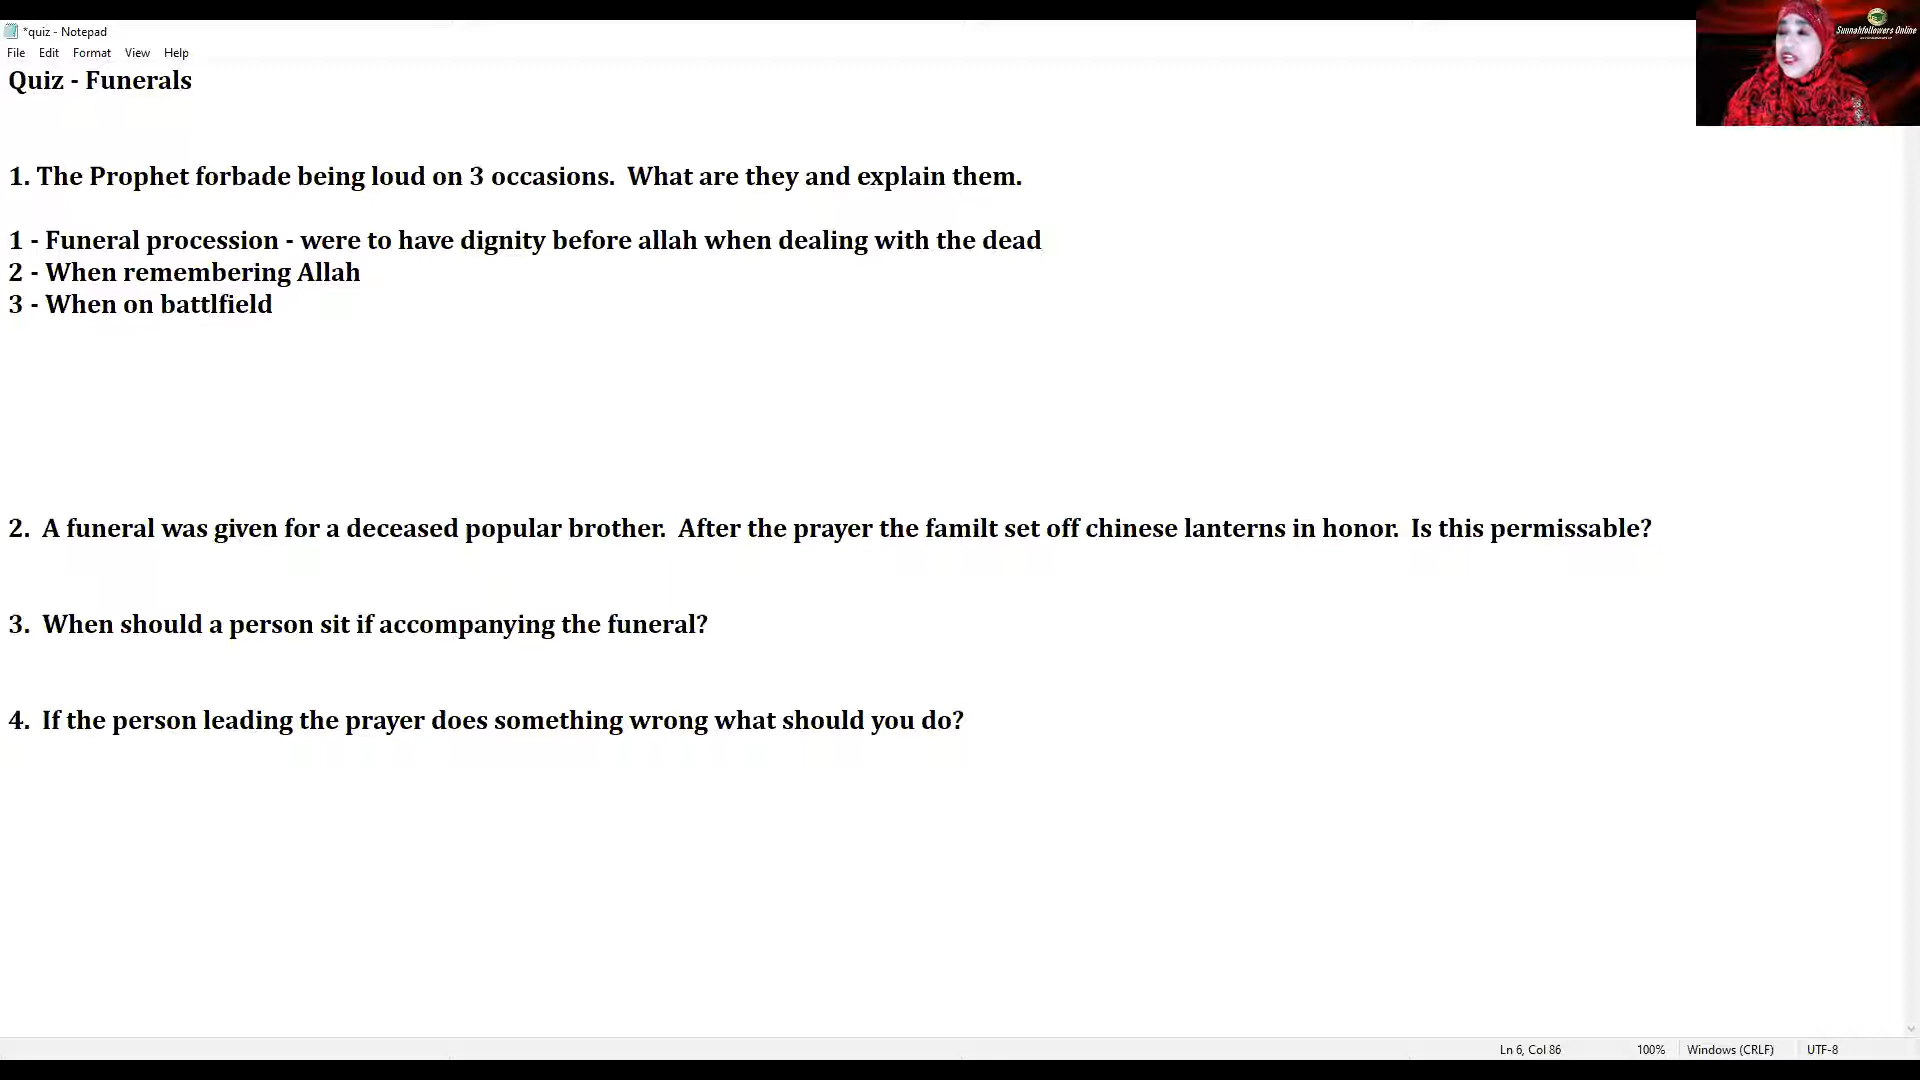 *quiz - Notepad
File Edit Format View Help
Quiz - Funerals
1. The Prophet forbade being loud on 3 occasions.  What are they and explain them.
1 - Funeral procession - were to have dignity before allah when dealing with the dead
2 - When remembering Allah
3 - When on battlfield
2.  A funeral was given for a deceased popular brother.  After the prayer the familt set off chinese lanterns in honor.  Is this permissable?
3.  When should a person sit if accompanying the funeral?
4.  If the person leading the prayer does something wrong what should you do?
Sunnahfollowers Online
Ln 6, Col 86 100% Windows (CRLF) UTF-8